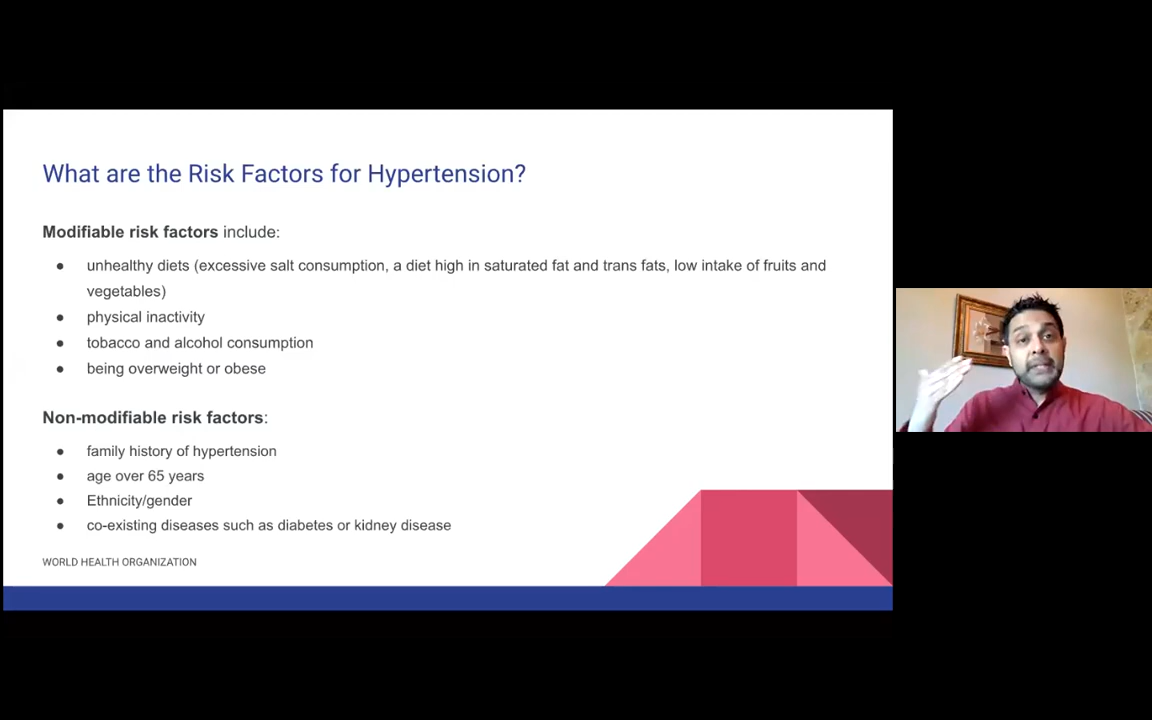 What are the Risk Factors for Hypertension?
Modifiable risk factors include:
● unhealthy diets (excessive salt consumption, a diet high in saturated fat and trans fats, low intake of fruits and
vegetables)
● physical inactivity
● tobacco and alcohol consumption
● being overweight or obese
Non-modifiable risk factors:
● family history of hypertension
● age over 65 years
● Ethnicity/gender
● co-existing diseases such as diabetes or kidney disease
WORLD HEALTH ORGANIZATION